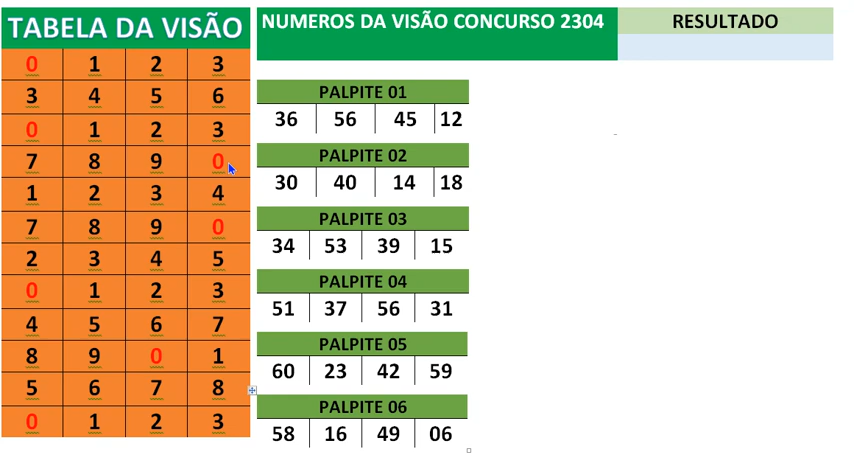 TABELA DA VISÃO
0 1 2 3
3 4 5 6
0 1 2 3
7 8 9 0
1 2 3 4
7 8 9 0
2 3 4 5
0 1 2 3
4 5 6 7
8 9 0 1
5 6 7 8
0 1 2 3
NUMEROS DA VISÃO CONCURSO 2304
RESULTADO
PALPITE 01
36 56 45 12
PALPITE 02
30 40 14 18
PALPITE 03
34 53 39 15
PALPITE 04
51 37 56 31
PALPITE 05
60 23 42 59
PALPITE 06
58 16 49 06